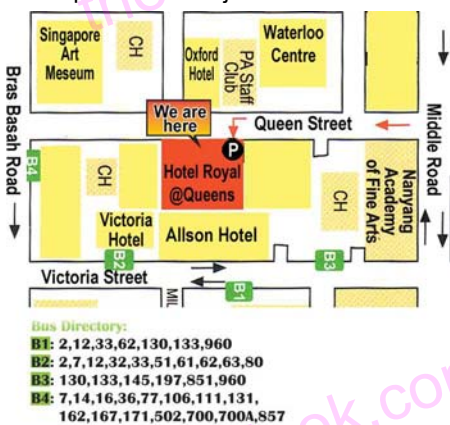 Singapore
Art
Meseum
CH
Oxford
Hotel
PA Staff
Club
Waterloo
Centre
We are
here
Queen Street
P
Bras Basah Road
Middle Road
B4
CH
Hotel Royal
@Queens
CH
Nanyang
Academy
of Fine Arts
Victoria
Hotel
Allson Hotel
B2
B3
Victoria Street
B1
Bus Directory:
B1: 2,12,33,62,130,133,960
B2: 2,7,12,32,33,51,61,62,63,80
B3: 130,133,145,197,851,960
B4: 7,14,16,36,77,106,111,131,
162,167,171,502,700,700A,857